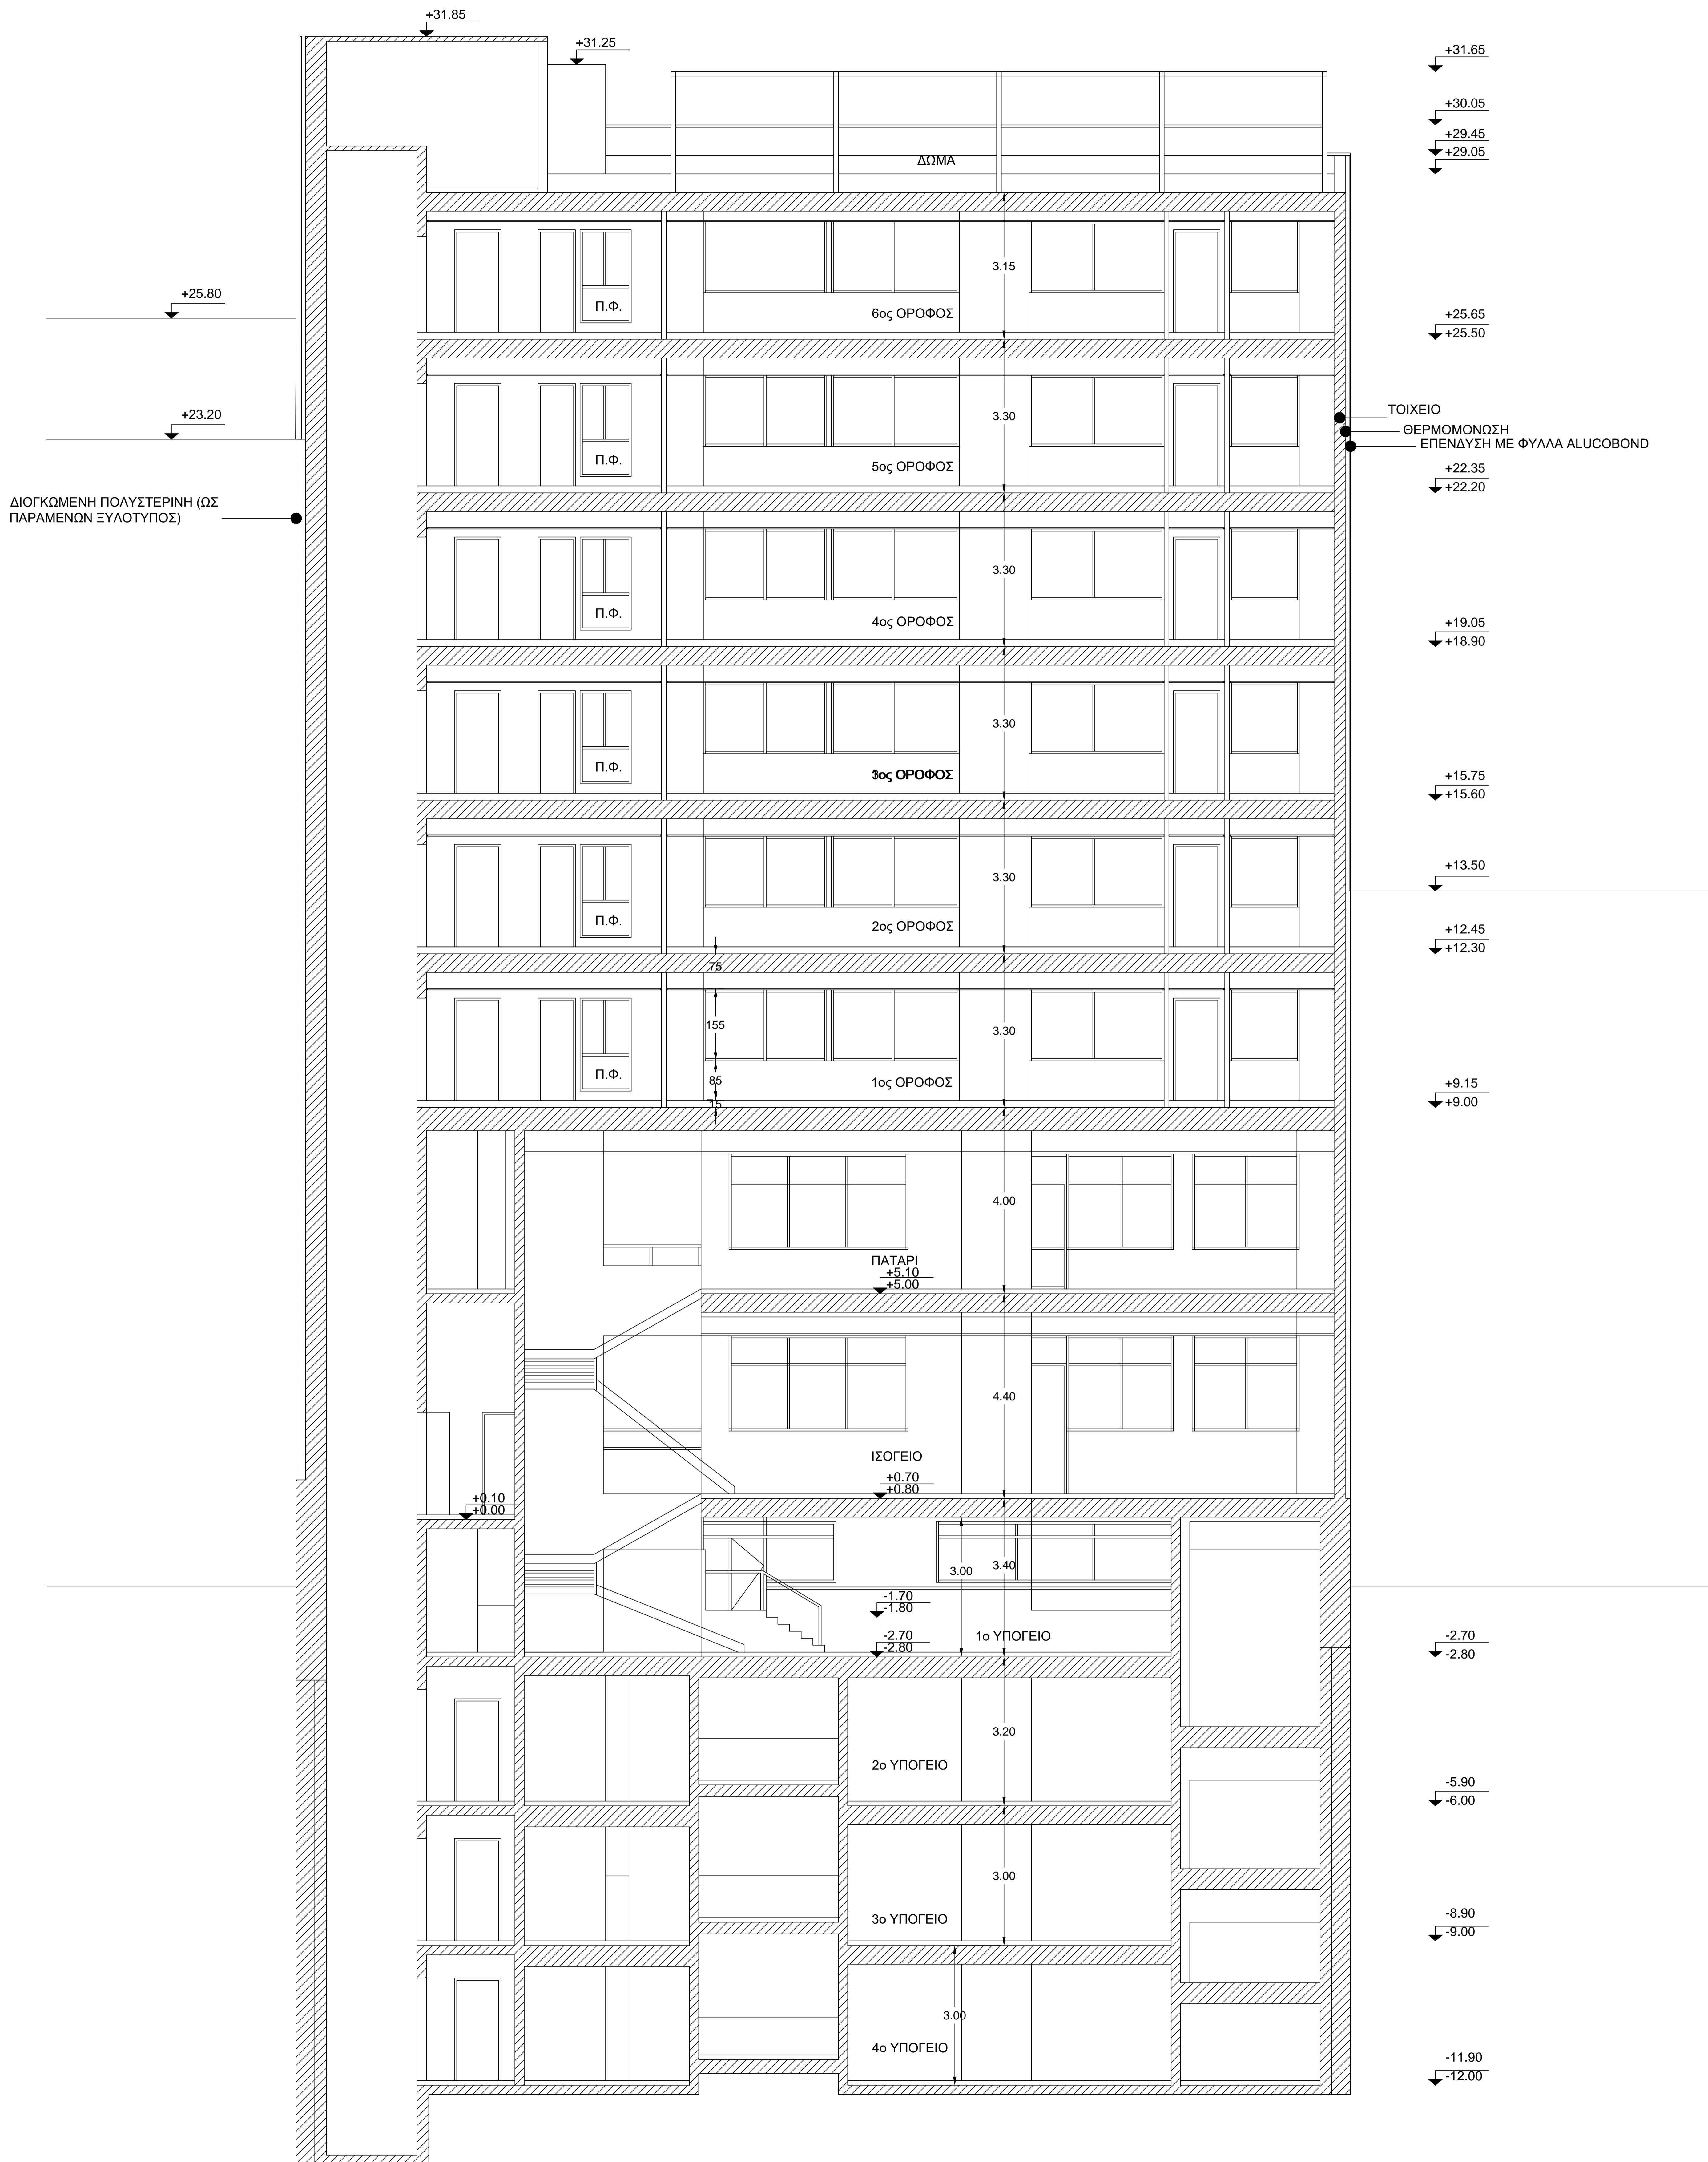 +31.85
+31.25
+31.65
+30.05
+29.45
+29.05
ΔΩΜΑ
3.15
+25.80
Π.Φ.
6ος ΟΡΟΦΟΣ
+25.65
+25.50
+23.20
3.30
ΤΟΙΧΕΙΟ
ΘΕΡΜΟΜΟΝΩΣΗ
ΕΠΕΝΔΥΣΗ ΜΕ ΦΥΛΛΑ ALUCOBOND
Π.Φ.
5ος ΟΡΟΦΟΣ
+22.35
+22.20
ΔΙΟΓΚΩΜΕΝΗ ΠΟΛΥΣΤΕΡΙΝΗ (ΩΣ
ΠΑΡΑΜΕΝΩΝ ΞΥΛΟΤΥΠΟΣ)
3.30
Π.Φ.
4ος ΟΡΟΦΟΣ
+19.05
+18.90
3.30
Π.Φ.
3ος ΟΡΟΦΟΣ
+15.75
+15.60
3.30
+13.50
Π.Φ.
2ος ΟΡΟΦΟΣ
+12.45
+12.30
75
155
3.30
Π.Φ.
85
1ος ΟΡΟΦΟΣ
15
+9.15
+9.00
4.00
ΠΑΤΑΡΙ
+5.10
+5.00
4.40
ΙΣΟΓΕΙΟ
+0.70
+0.80
+0.10
+0.00
3.00
3.40
-1.70
-1.80
1ο ΥΠΟΓΕΙΟ
-2.70
-2.80
-2.70
-2.80
3.20
2ο ΥΠΟΓΕΙΟ
-5.90
-6.00
3.00
3ο ΥΠΟΓΕΙΟ
-8.90
-9.00
3.00
4ο ΥΠΟΓΕΙΟ
-11.90
-12.00